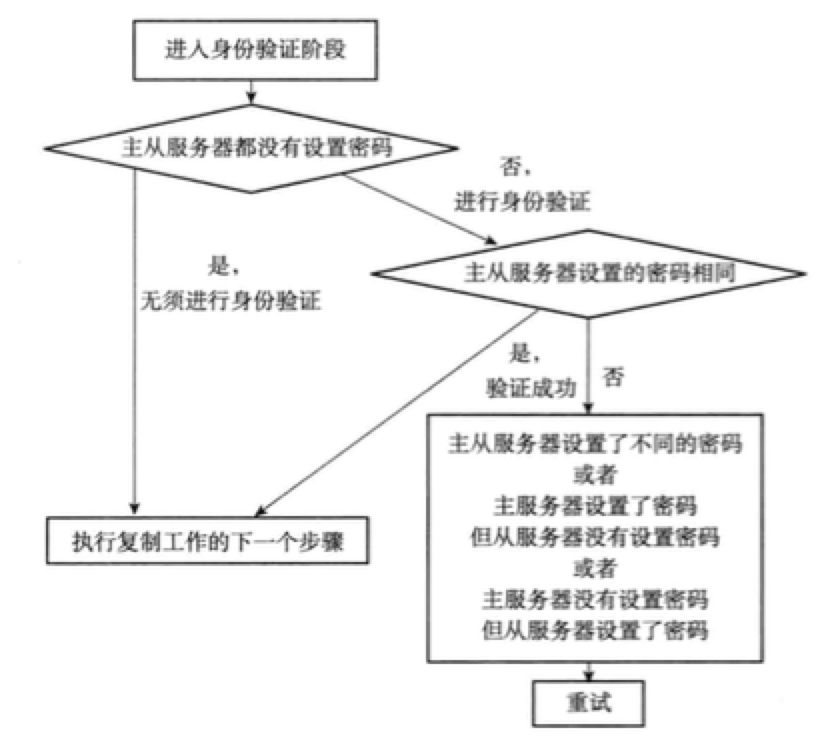 进入身份验证阶段
主从服务器都没有设置密码
否，
进行身份验证
主从服务器设置的密码相同
是，
无须进行身份验证
是，
验证成功
否
主从服务器设置了不同的密码
或者
主服务器设置了密码
但从服务器没有设置密码
或者
主服务器没有设置密码
但从服务器设置了密码
执行复制工作的下一个步骤
重试